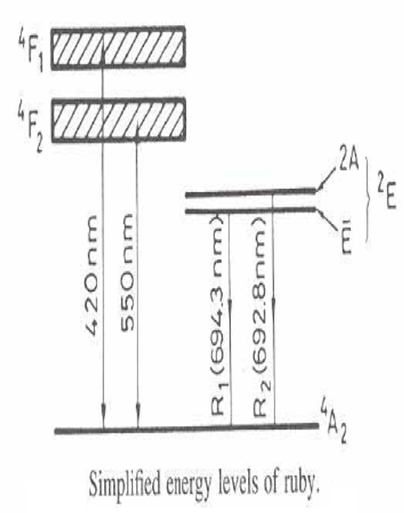 ⁴F₁
⁴F₂
420nm
550nm
R₁(694.3 nm)
R₂(692.8nm)
2A
²E
Ē
⁴A₂
Simplified energy levels of ruby.